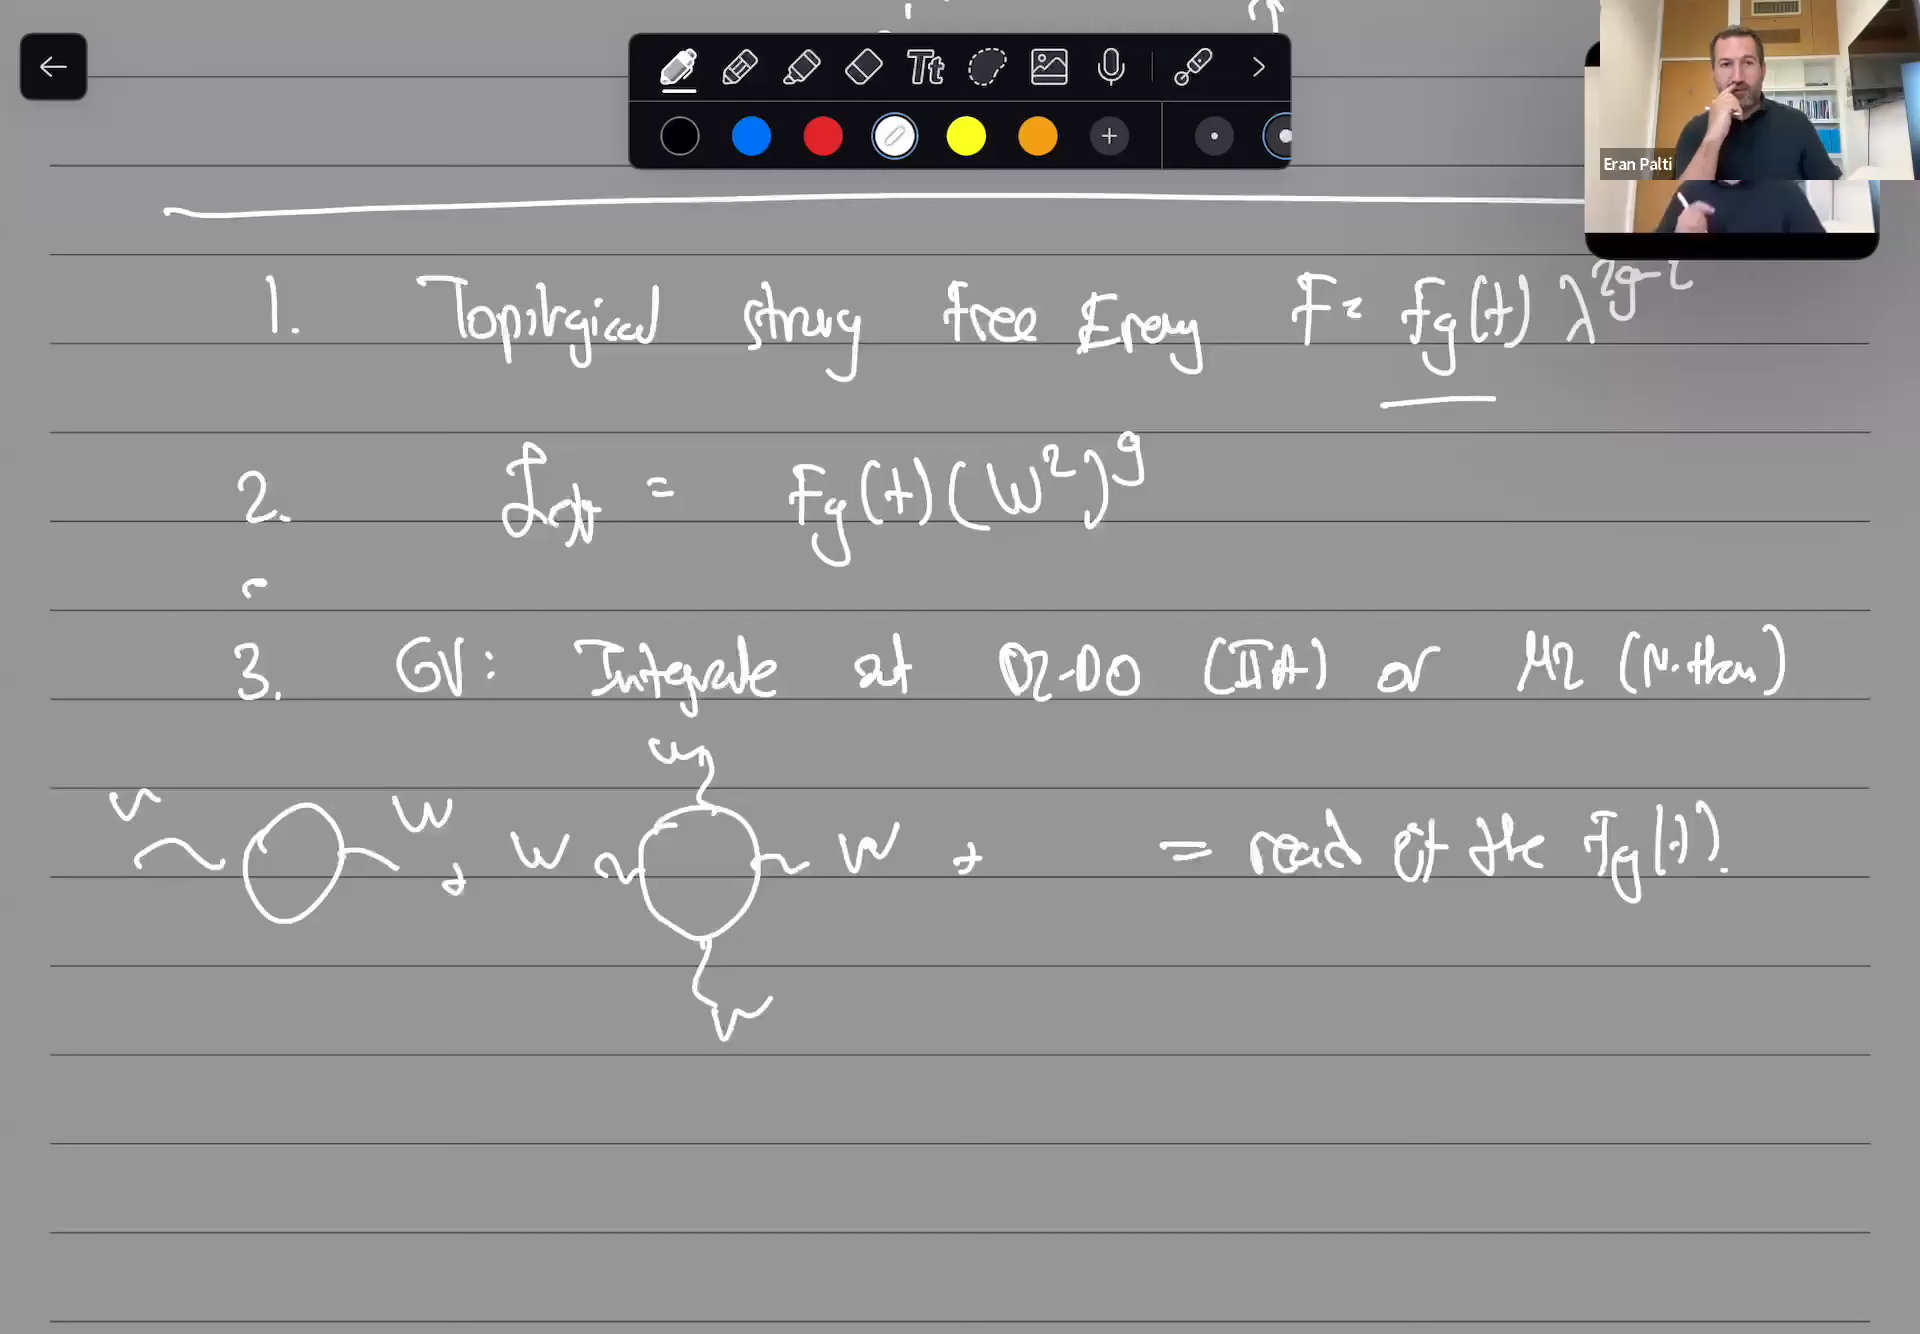 Tt
Eran Palti
1. Topological string Free Energy F= Fg(t) λ^{2g-2}
2. L_eff = Fg(t) (W²)^g
3. GV: Integrate out D2-D0 (IIA) or M2 (M-theory)
W W + W W W W + = read off the Fg(t).